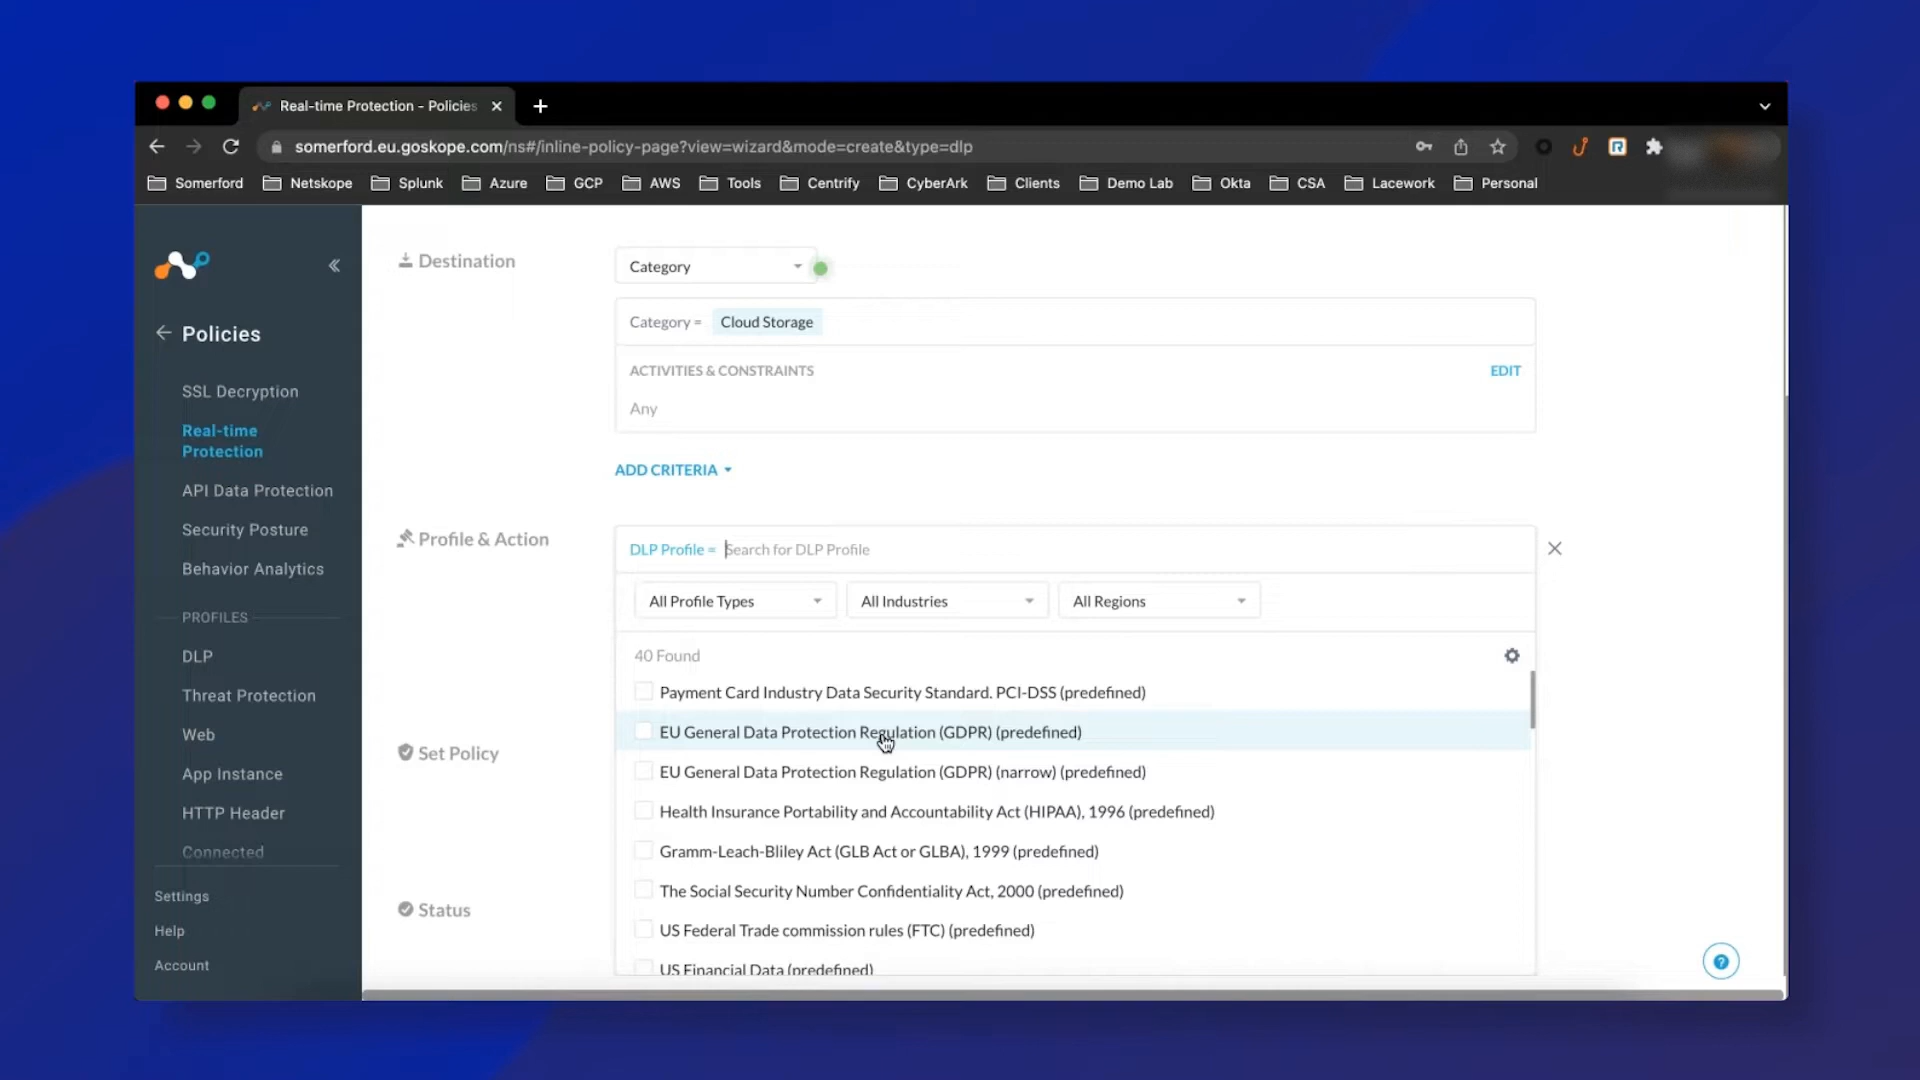 Real-time Protection - Policies
somerford.eu.goskope.com/ns#/inline-policy-page?view=wizard&mode=create&type=dlp
Somerford Netskope Splunk Azure GCP AWS Tools Centrify CyberArk Clients Demo Lab Okta CSA Lacework Personal
Policies
SSL Decryption
Real-time
Protection
API Data Protection
Security Posture
Behavior Analytics
PROFILES
DLP
Threat Protection
Web
App Instance
HTTP Header
Connected
Settings
Help
Account
Destination
Category
Category = Cloud Storage
ACTIVITIES & CONSTRAINTS EDIT
Any
ADD CRITERIA
Profile & Action
DLP Profile = Search for DLP Profile
All Profile Types All Industries All Regions
40 Found
Payment Card Industry Data Security Standard. PCI-DSS (predefined)
EU General Data Protection Regulation (GDPR) (predefined)
EU General Data Protection Regulation (GDPR) (narrow) (predefined)
Health Insurance Portability and Accountability Act (HIPAA), 1996 (predefined)
Gramm-Leach-Bliley Act (GLB Act or GLBA), 1999 (predefined)
The Social Security Number Confidentiality Act, 2000 (predefined)
US Federal Trade commission rules (FTC) (predefined)
US Financial Data (predefined)
Set Policy
Status